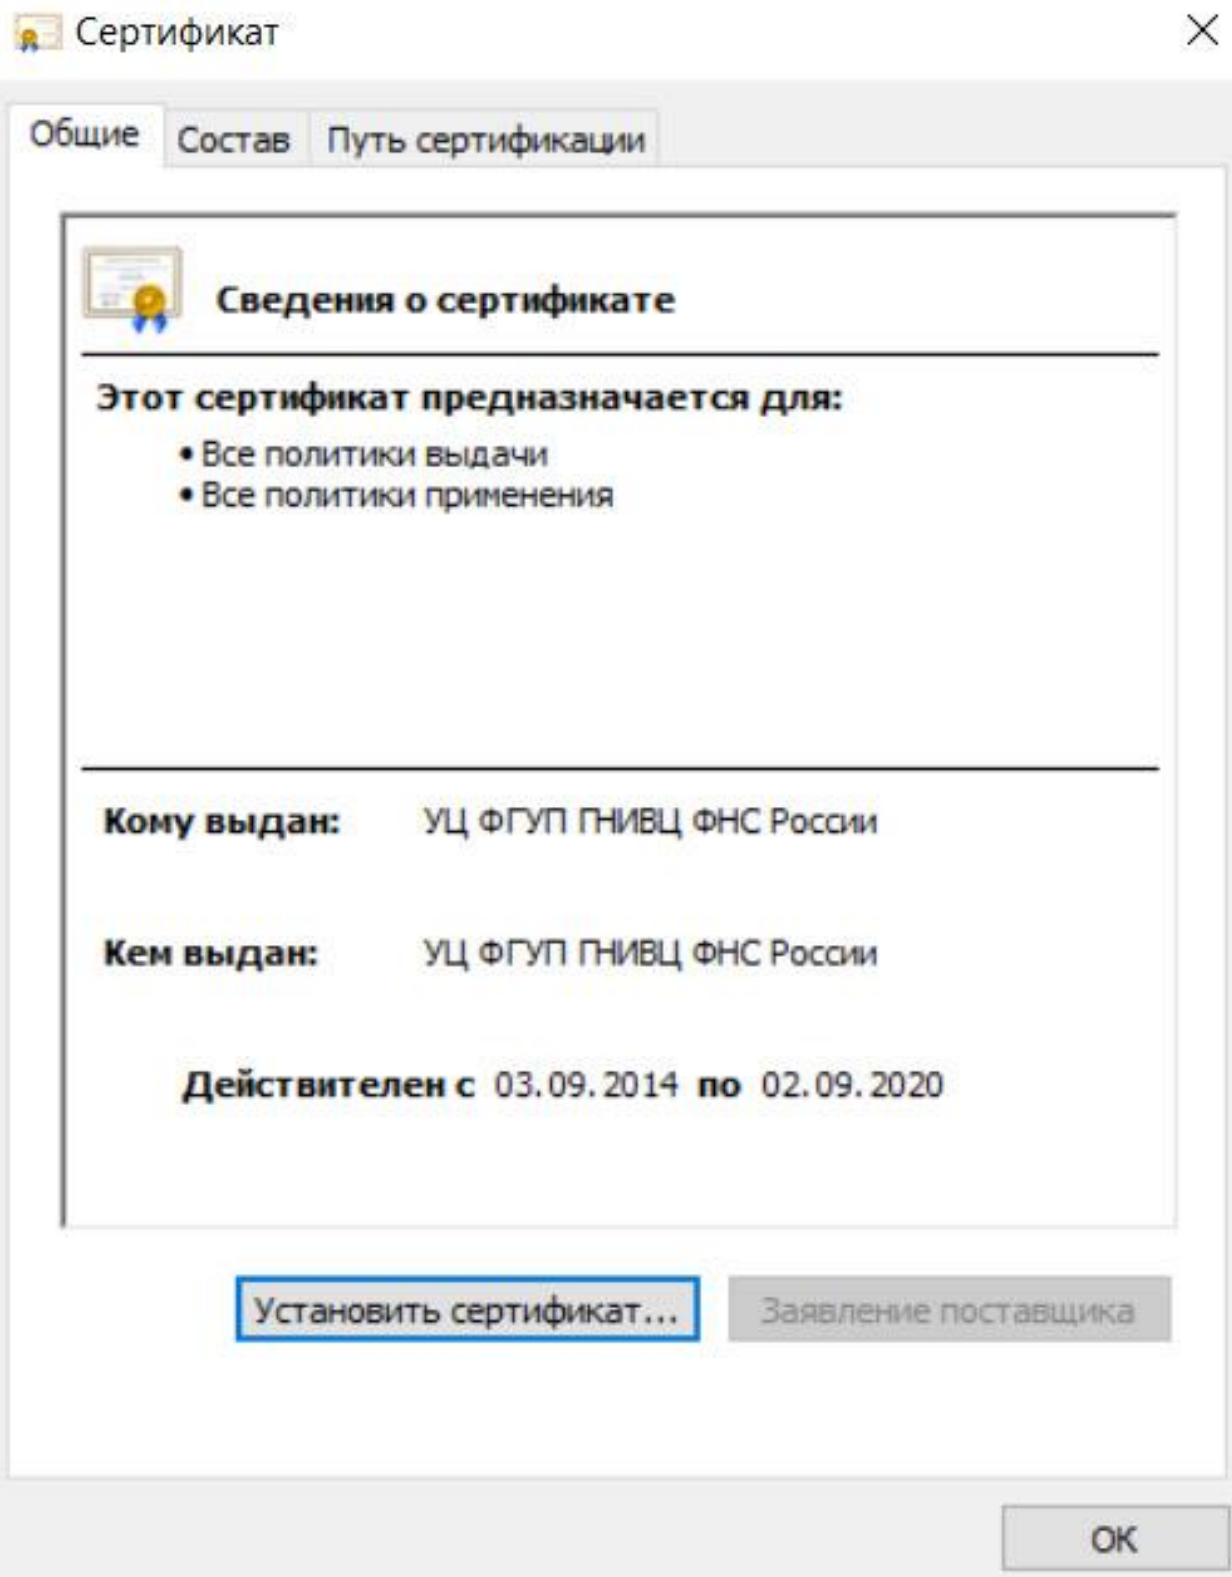 Сертификат
Общие Состав Путь сертификации
Сведения о сертификате
Этот сертификат предназначается для:
• Все политики выдачи
• Все политики применения
Кому выдан: УЦ ФГУП ГНИВЦ ФНС России
Кем выдан: УЦ ФГУП ГНИВЦ ФНС России
Действителен с 03.09.2014 по 02.09.2020
Установить сертификат... Заявление поставщика
ОК